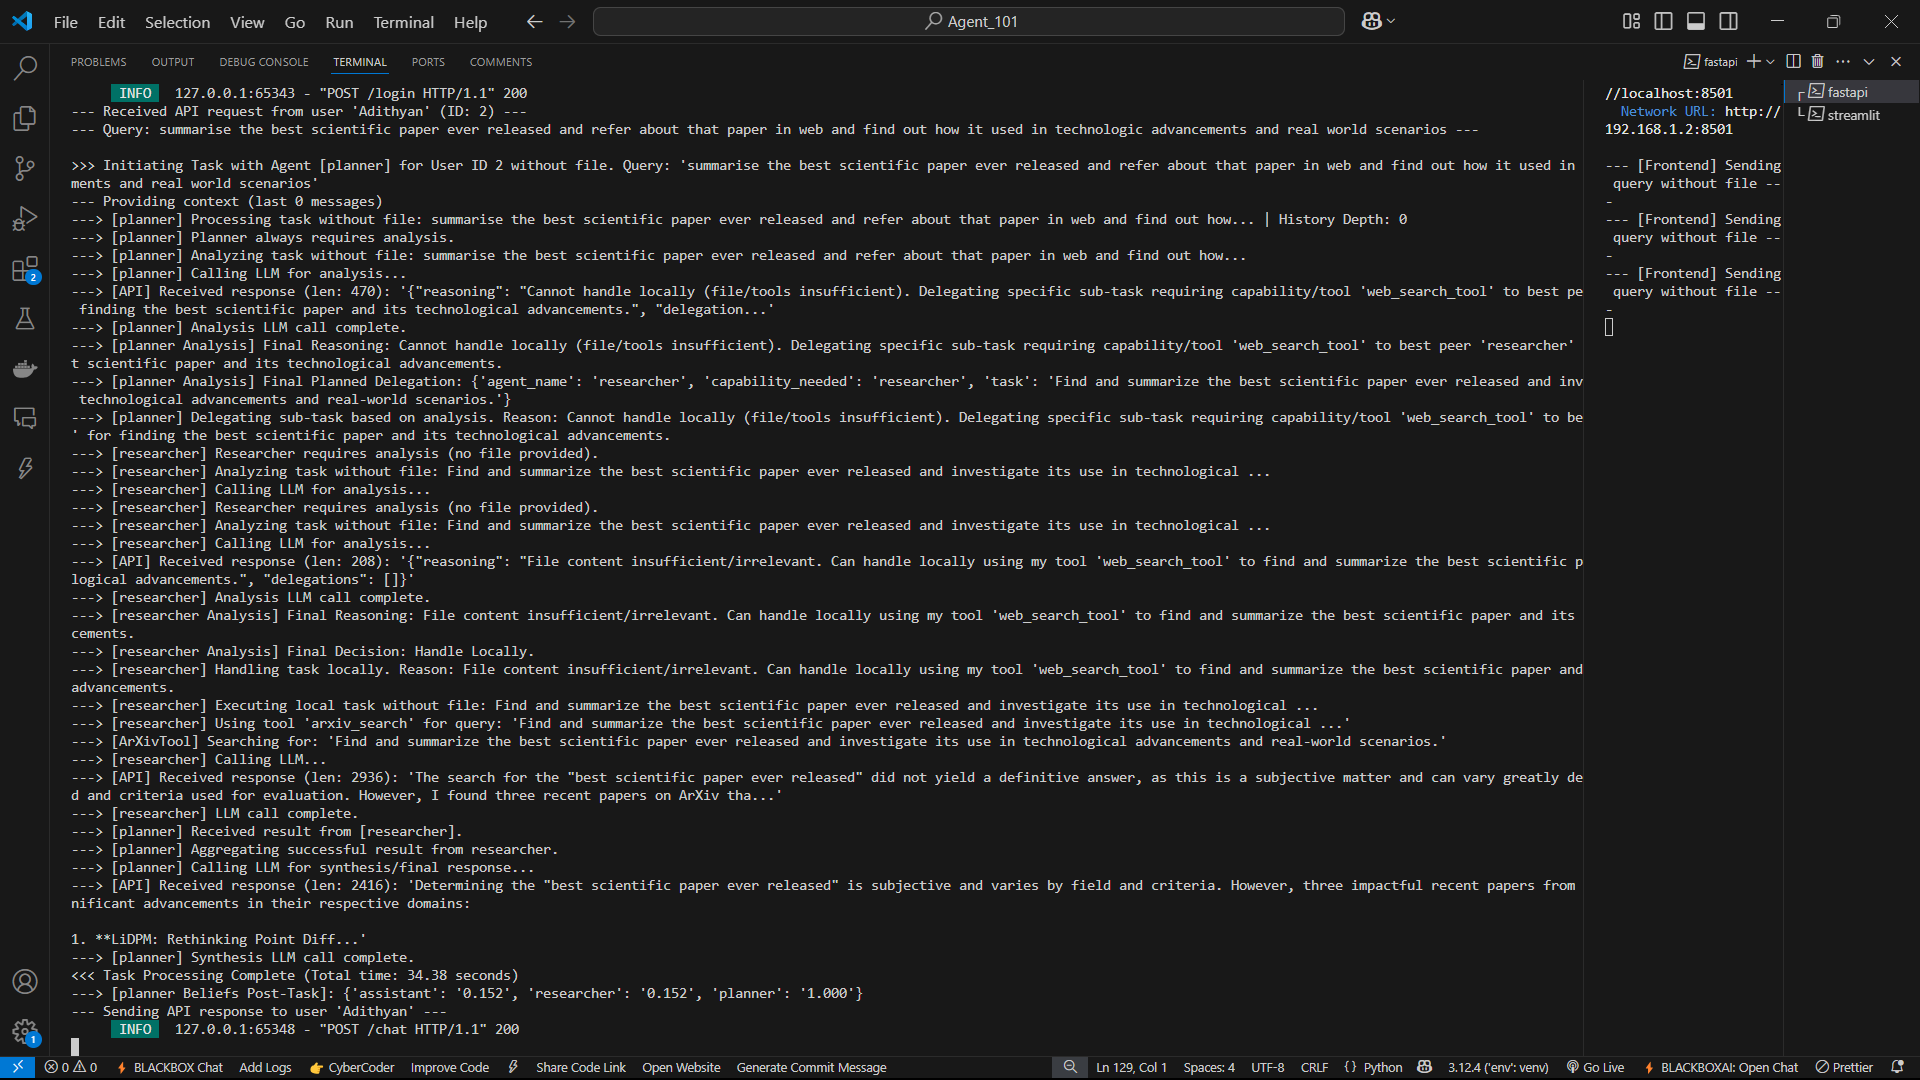 File Edit Selection View Go Run Terminal Help
Agent_101
PROBLEMS OUTPUT DEBUG CONSOLE TERMINAL PORTS COMMENTS
fastapi
INFO 127.0.0.1:65343 - "POST /login HTTP/1.1" 200
--- Received API request from user 'Adithyan' (ID: 2) ---
--- Query: summarise the best scientific paper ever released and refer about that paper in web and find out how it used in technologic advancements and real world scenarios ---
>>> Initiating Task with Agent [planner] for User ID 2 without file. Query: 'summarise the best scientific paper ever released and refer about that paper in web and find out how it used in
ments and real world scenarios'
--- Providing context (last 0 messages)
---> [planner] Processing task without file: summarise the best scientific paper ever released and refer about that paper in web and find out how... | History Depth: 0
---> [planner] Planner always requires analysis.
---> [planner] Analyzing task without file: summarise the best scientific paper ever released and refer about that paper in web and find out how...
---> [planner] Calling LLM for analysis...
---> [API] Received response (len: 470): '{"reasoning": "Cannot handle locally (file/tools insufficient). Delegating specific sub-task requiring capability/tool 'web_search_tool' to best pe
finding the best scientific paper and its technological advancements.", "delegation...'
---> [planner] Analysis LLM call complete.
---> [planner Analysis] Final Reasoning: Cannot handle locally (file/tools insufficient). Delegating specific sub-task requiring capability/tool 'web_search_tool' to best peer 'researcher'
t scientific paper and its technological advancements.
---> [planner Analysis] Final Planned Delegation: {'agent_name': 'researcher', 'capability_needed': 'researcher', 'task': 'Find and summarize the best scientific paper ever released and inv
technological advancements and real-world scenarios.'}
---> [planner] Delegating sub-task based on analysis. Reason: Cannot handle locally (file/tools insufficient). Delegating specific sub-task requiring capability/tool 'web_search_tool' to be
' for finding the best scientific paper and its technological advancements.
---> [researcher] Researcher requires analysis (no file provided).
---> [researcher] Analyzing task without file: Find and summarize the best scientific paper ever released and investigate its use in technological ...
---> [researcher] Calling LLM for analysis...
---> [researcher] Researcher requires analysis (no file provided).
---> [researcher] Analyzing task without file: Find and summarize the best scientific paper ever released and investigate its use in technological ...
---> [researcher] Calling LLM for analysis...
---> [API] Received response (len: 208): '{"reasoning": "File content insufficient/irrelevant. Can handle locally using my tool 'web_search_tool' to find and summarize the best scientific p
logical advancements.", "delegations": []}'
---> [researcher] Analysis LLM call complete.
---> [researcher Analysis] Final Reasoning: File content insufficient/irrelevant. Can handle locally using my tool 'web_search_tool' to find and summarize the best scientific paper and its
cements.
---> [researcher Analysis] Final Decision: Handle Locally.
---> [researcher] Handling task locally. Reason: File content insufficient/irrelevant. Can handle locally using my tool 'web_search_tool' to find and summarize the best scientific paper and
advancements.
---> [researcher] Executing local task without file: Find and summarize the best scientific paper ever released and investigate its use in technological ...
---> [researcher] Using tool 'arxiv_search' for query: 'Find and summarize the best scientific paper ever released and investigate its use in technological ...'
---> [ArXivTool] Searching for: 'Find and summarize the best scientific paper ever released and investigate its use in technological advancements and real-world scenarios.'
---> [researcher] Calling LLM...
---> [API] Received response (len: 2936): 'The search for the "best scientific paper ever released" did not yield a definitive answer, as this is a subjective matter and can vary greatly de
d and criteria used for evaluation. However, I found three recent papers on ArXiv tha...'
---> [researcher] LLM call complete.
---> [planner] Received result from [researcher].
---> [planner] Aggregating successful result from researcher.
---> [planner] Calling LLM for synthesis/final response...
---> [API] Received response (len: 2416): 'Determining the "best scientific paper ever released" is subjective and varies by field and criteria. However, three impactful recent papers from
nificant advancements in their respective domains:
1. **LiDPM: Rethinking Point Diff...'
---> [planner] Synthesis LLM call complete.
<<< Task Processing Complete (Total time: 34.38 seconds)
---> [planner Beliefs Post-Task]: {'assistant': '0.152', 'researcher': '0.152', 'planner': '1.000'}
--- Sending API response to user 'Adithyan' ---
INFO 127.0.0.1:65348 - "POST /chat HTTP/1.1" 200
//localhost:8501
Network URL: http://
192.168.1.2:8501
--- [Frontend] Sending
query without file --
-
--- [Frontend] Sending
query without file --
-
--- [Frontend] Sending
query without file --
-
fastapi
streamlit
2
1
0 0 BLACKBOX Chat Add Logs CyberCoder Improve Code Share Code Link Open Website Generate Commit Message Ln 129, Col 1 Spaces: 4 UTF-8 CRLF {} Python 3.12.4 ('env': venv) Go Live BLACKBOXAI: Open Chat Prettier